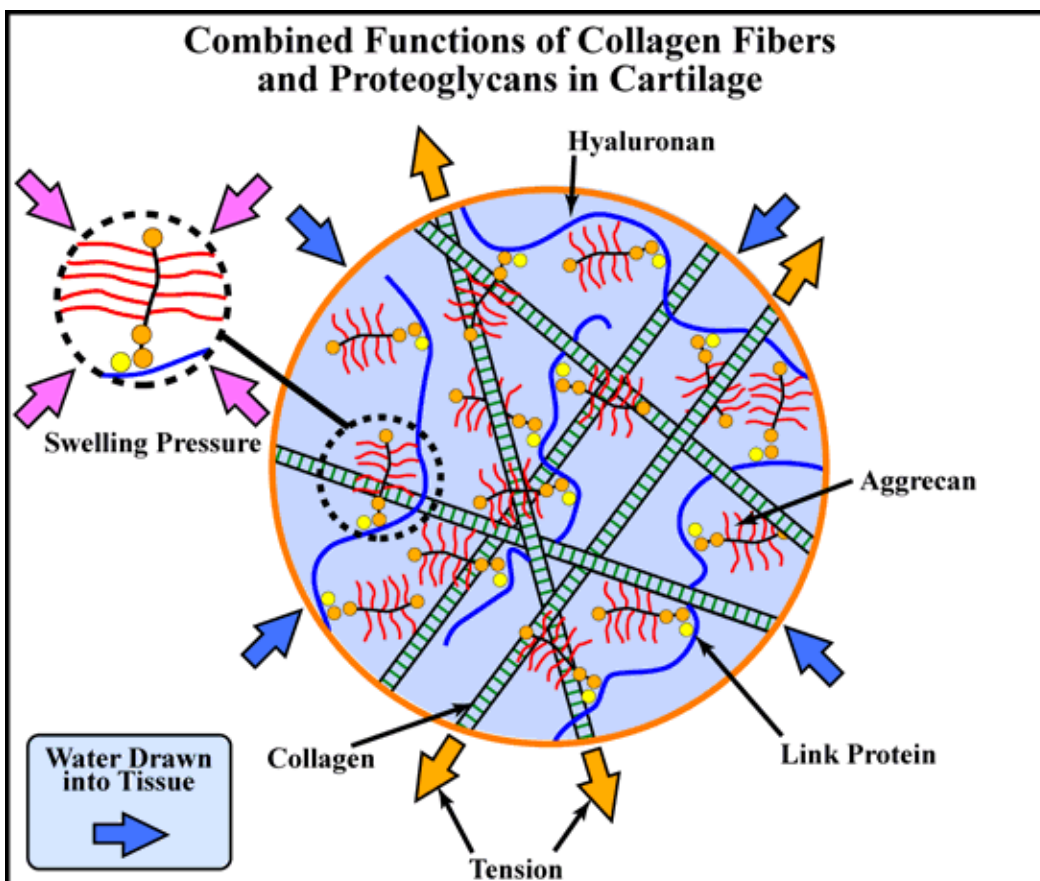 Combined Functions of Collagen Fibers
and Proteoglycans in Cartilage
Hyaluronan
Swelling Pressure
Aggrecan
Collagen
Link Protein
Water Drawn
into Tissue
Tension